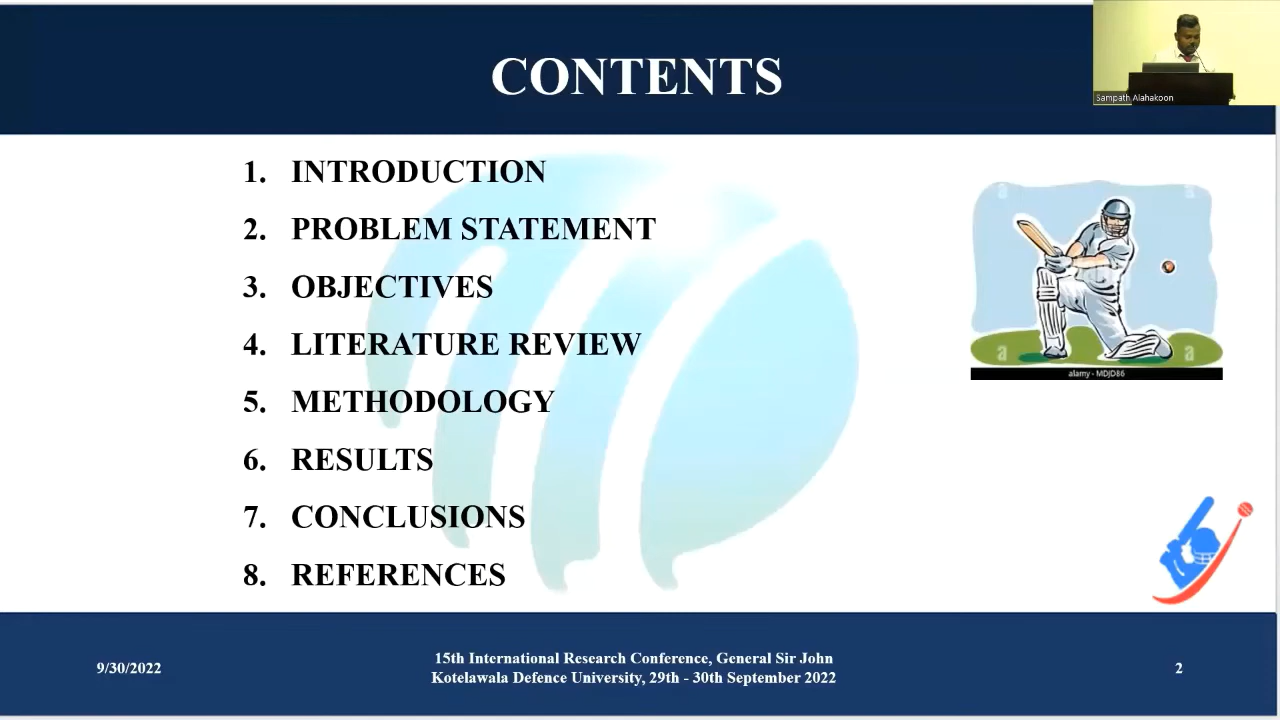 CONTENTS
Sampath Alahakoon
1. INTRODUCTION
2. PROBLEM STATEMENT
3. OBJECTIVES
4. LITERATURE REVIEW
5. METHODOLOGY
6. RESULTS
7. CONCLUSIONS
8. REFERENCES
a a
alamy
a a
alamy - MDJD86
9/30/2022
15th International Research Conference, General Sir John
Kotelawala Defence University, 29th - 30th September 2022
2